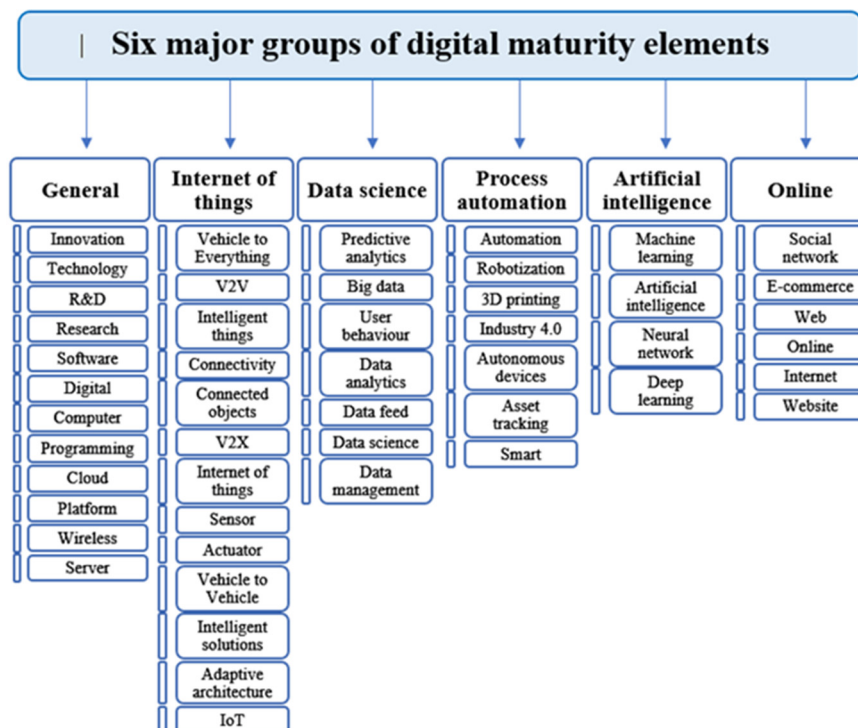 Six major groups of digital maturity elements
General
Innovation
Technology
R&D
Research
Software
Digital
Computer
Programming
Cloud
Platform
Wireless
Server
Internet of
things
Vehicle to
Everything
V2V
Intelligent
things
Connectivity
Connected
objects
V2X
Internet of
things
Sensor
Actuator
Vehicle to
Vehicle
Intelligent
solutions
Adaptive
architecture
IoT
Data science
Predictive
analytics
Big data
User
behaviour
Data
analytics
Data feed
Data science
Data
management
Process
automation
Automation
Robotization
3D printing
Industry 4.0
Autonomous
devices
Asset
tracking
Smart
Artificial
intelligence
Machine
learning
Artificial
intelligence
Neural
network
Deep
learning
Online
Social
network
E-commerce
Web
Online
Internet
Website